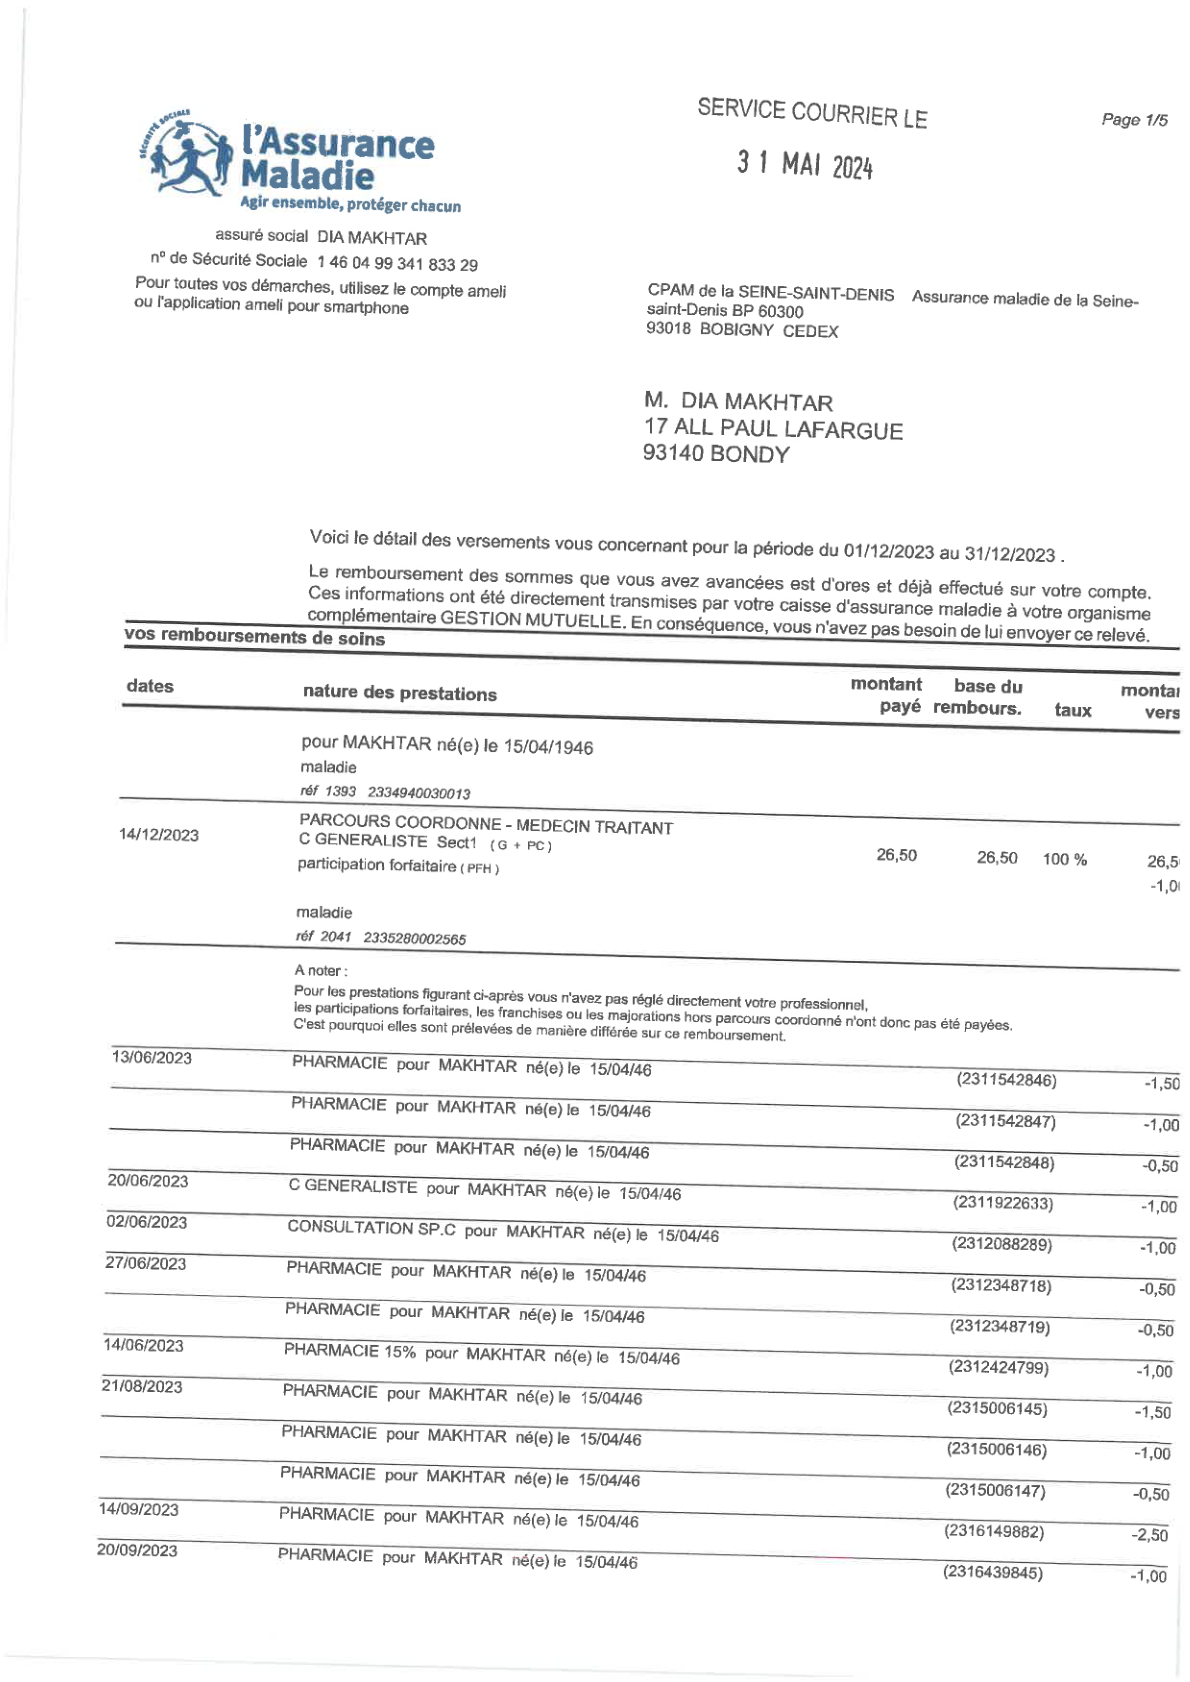 SERVICE COURRIER LE
Page 1/5
31 MAI 2024
SÉCURITÉ SOCIALE
l'Assurance
Maladie
Agir ensemble, protéger chacun
assuré social DIA MAKHTAR
n° de Sécurité Sociale 1 46 04 99 341 833 29
Pour toutes vos démarches, utilisez le compte ameli
ou l'application ameli pour smartphone
CPAM de la SEINE-SAINT-DENIS Assurance maladie de la Seine-
saint-Denis BP 60300
93018 BOBIGNY CEDEX
M. DIA MAKHTAR
17 ALL PAUL LAFARGUE
93140 BONDY
Voici le détail des versements vous concernant pour la période du 01/12/2023 au 31/12/2023 .
Le remboursement des sommes que vous avez avancées est d'ores et déjà effectué sur votre compte.
Ces informations ont été directement transmises par votre caisse d'assurance maladie à votre organisme
complémentaire GESTION MUTUELLE. En conséquence, vous n'avez pas besoin de lui envoyer ce relevé.
vos remboursements de soins
dates nature des prestations montant payé base du rembours. taux montan vers
pour MAKHTAR né(e) le 15/04/1946
maladie
réf 1393 2334940030013
PARCOURS COORDONNE - MEDECIN TRAITANT
14/12/2023 C GENERALISTE Sect1 (G + PC) 26,50 26,50 100 % 26,5
participation forfaitaire (PFH) -1,0
maladie
réf 2041 2335280002565
A noter :
Pour les prestations figurant ci-après vous n'avez pas réglé directement votre professionnel,
les participations forfaitaires, les franchises ou les majorations hors parcours coordonné n'ont donc pas été payées.
C'est pourquoi elles sont prélevées de manière différée sur ce remboursement.
13/06/2023 PHARMACIE pour MAKHTAR né(e) le 15/04/46 (2311542846) -1,50
PHARMACIE pour MAKHTAR né(e) le 15/04/46 (2311542847) -1,00
PHARMACIE pour MAKHTAR né(e) le 15/04/46 (2311542848) -0,50
20/06/2023 C GENERALISTE pour MAKHTAR né(e) le 15/04/46 (2311922633) -1,00
02/06/2023 CONSULTATION SP.C pour MAKHTAR né(e) le 15/04/46 (2312088289) -1,00
27/06/2023 PHARMACIE pour MAKHTAR né(e) le 15/04/46 (2312348718) -0,50
PHARMACIE pour MAKHTAR né(e) le 15/04/46 (2312348719) -0,50
14/06/2023 PHARMACIE 15% pour MAKHTAR né(e) le 15/04/46 (2312424799) -1,00
21/08/2023 PHARMACIE pour MAKHTAR né(e) le 15/04/46 (2315006145) -1,50
PHARMACIE pour MAKHTAR né(e) le 15/04/46 (2315006146) -1,00
PHARMACIE pour MAKHTAR né(e) le 15/04/46 (2315006147) -0,50
14/09/2023 PHARMACIE pour MAKHTAR né(e) le 15/04/46 (2316149882) -2,50
20/09/2023 PHARMACIE pour MAKHTAR né(e) le 15/04/46 (2316439845) -1,00